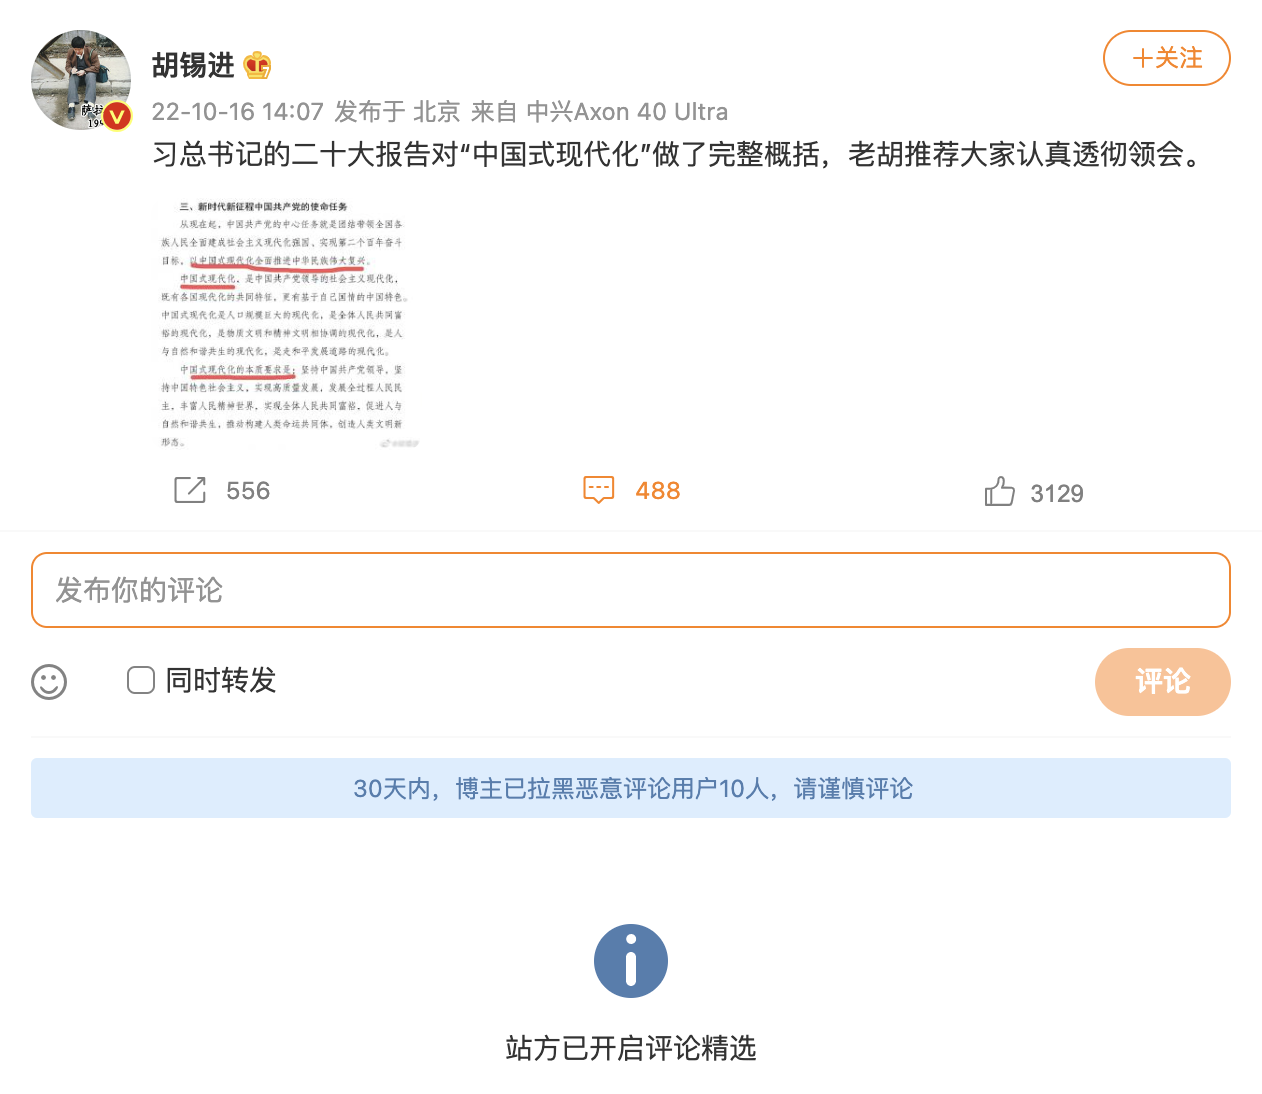 胡锡进
+关注
22-10-16 14:07 发布于 北京 来自 中兴Axon 40 Ultra
习总书记的二十大报告对“中国式现代化”做了完整概括，老胡推荐大家认真透彻领会。
三、新时代新征程中国共产党的使命任务
从现在起，中国共产党的中心任务就是团结带领全国各
族人民全面建成社会主义现代化强国、实现第二个百年奋斗
目标，以中国式现代化全面推进中华民族伟大复兴。
中国式现代化，是中国共产党领导的社会主义现代化，
既有各国现代化的共同特征，更有基于自己国情的中国特色。
中国式现代化是人口规模巨大的现代化，是全体人民共同富
裕的现代化，是物质文明和精神文明相协调的现代化，是人
与自然和谐共生的现代化，是走和平发展道路的现代化。
中国式现代化的本质要求是：坚持中国共产党领导，坚
持中国特色社会主义，实现高质量发展，发展全过程人民民
主，丰富人民精神世界，实现全体人民共同富裕，促进人与
自然和谐共生，推动构建人类命运共同体，创造人类文明新
形态。
556
488
3129
发布你的评论
同时转发
评论
30天内，博主已拉黑恶意评论用户10人，请谨慎评论
站方已开启评论精选